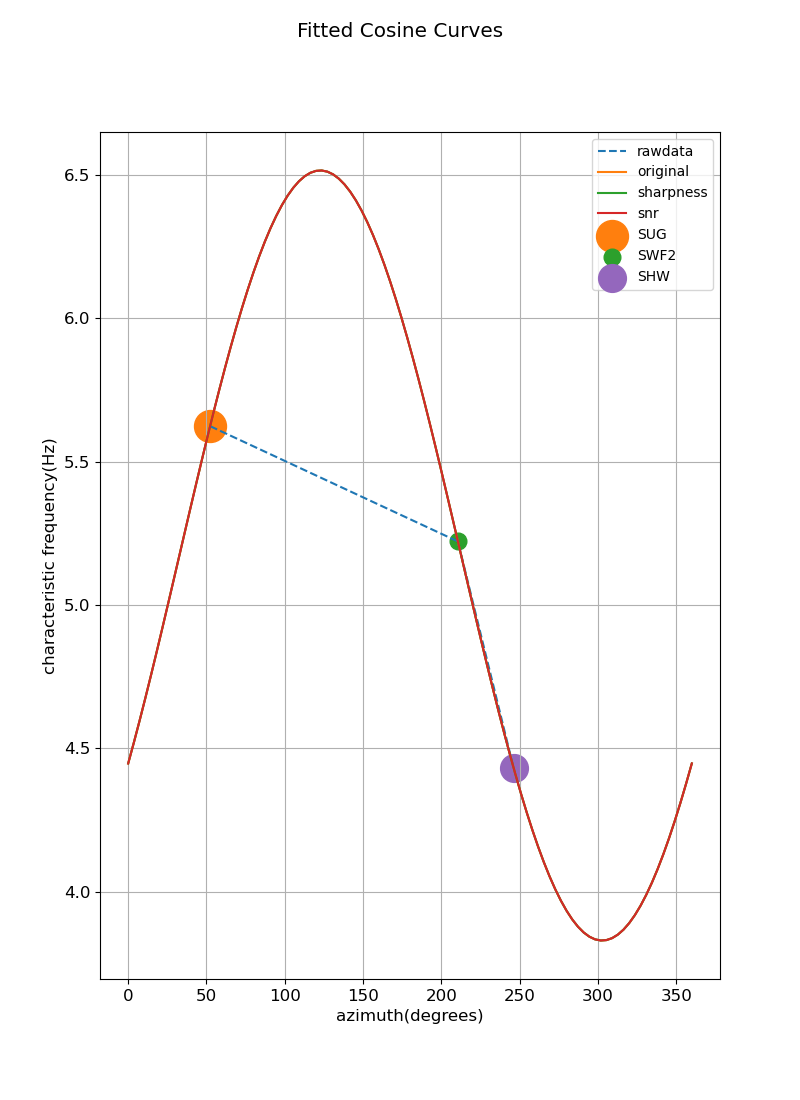 Fitted Cosine Curves
characteristic frequency(Hz)
6.5
6.0
5.5
5.0
4.5
4.0
rawdata
original
sharpness
snr
SUG
SWF2
SHW
0 50 100 150 200 250 300 350
azimuth(degrees)